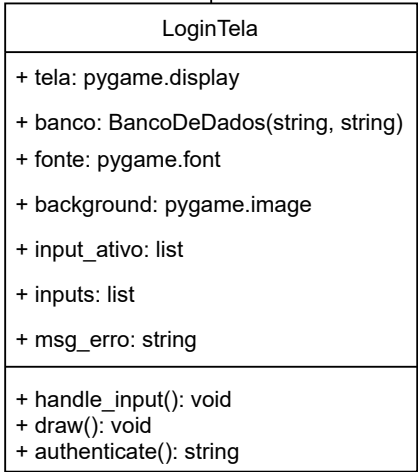 LoginTela
+ tela: pygame.display
+ banco: BancoDeDados(string, string)
+ fonte: pygame.font
+ background: pygame.image
+ input_ativo: list
+ inputs: list
+ msg_erro: string
+ handle_input(): void
+ draw(): void
+ authenticate(): string